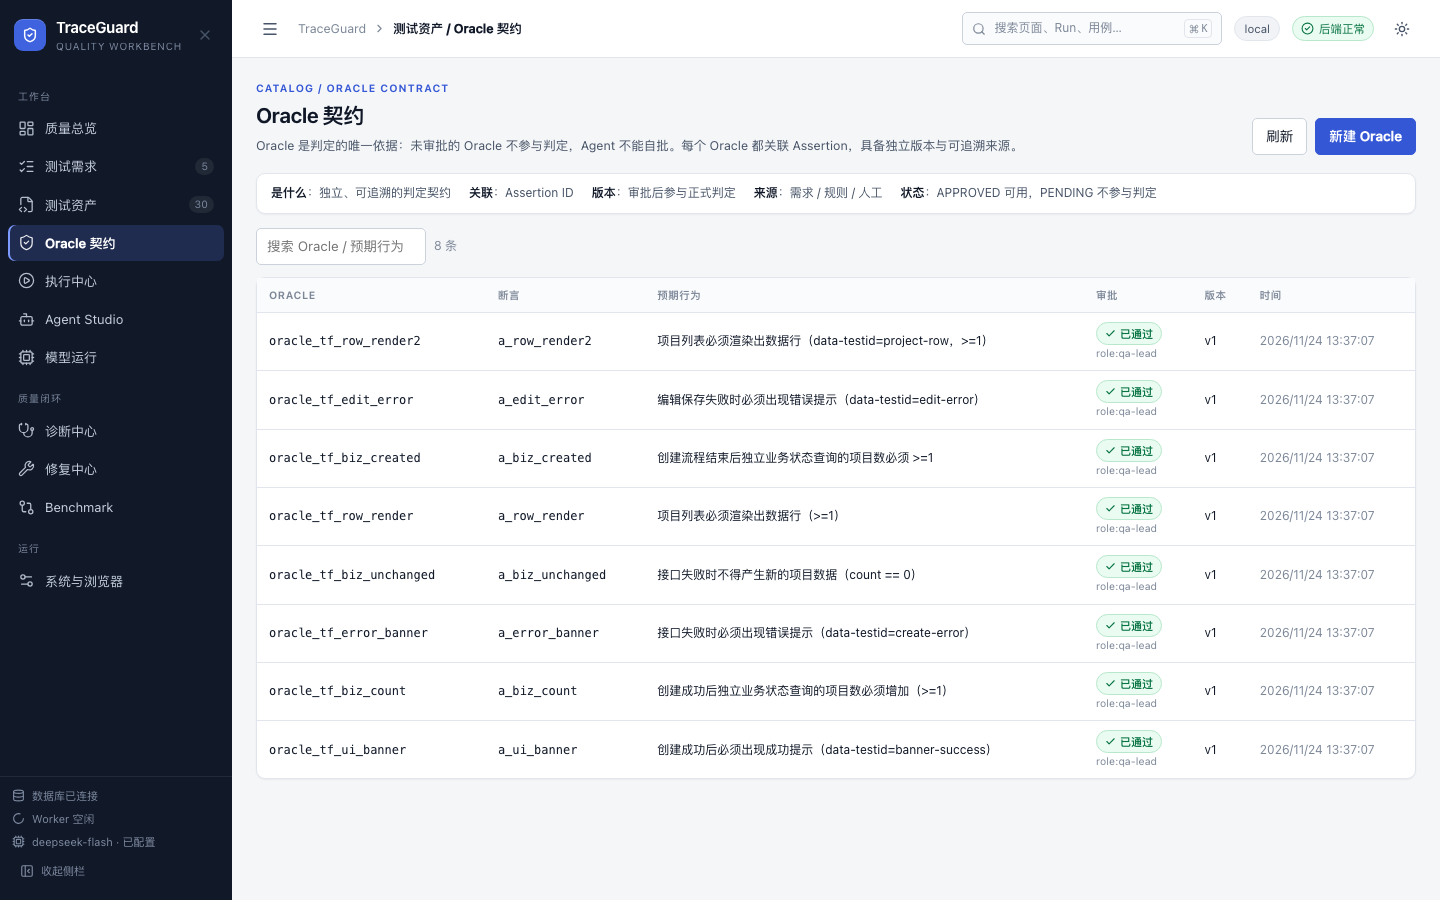 TraceGuard
QUALITY WORKBENCH
工作台
质量总览
测试需求 5
测试资产 30
Oracle 契约
执行中心
Agent Studio
模型运行
质量闭环
诊断中心
修复中心
Benchmark
运行
系统与浏览器
数据库已连接
Worker 空闲
deepseek-flash · 已配置
收起侧栏
TraceGuard > 测试资产 / Oracle 契约
搜索页面、Run、用例... ⌘ K
local
后端正常
CATALOG / ORACLE CONTRACT
Oracle 契约
Oracle 是判定的唯一依据：未审批的 Oracle 不参与判定，Agent 不能自批。每个 Oracle 都关联 Assertion，具备独立版本与可追溯来源。
刷新
新建 Oracle
是什么：独立、可追溯的判定契约 关联：Assertion ID 版本：审批后参与正式判定 来源：需求 / 规则 / 人工 状态：APPROVED 可用，PENDING 不参与判定
搜索 Oracle / 预期行为 8 条
ORACLE 断言 预期行为 审批 版本 时间
oracle_tf_row_render2 a_row_render2 项目列表必须渲染出数据行（data-testid=project-row，>=1） 已通过 v1 2026/11/24 13:37:07
role:qa-lead
oracle_tf_edit_error a_edit_error 编辑保存失败时必须出现错误提示（data-testid=edit-error） 已通过 v1 2026/11/24 13:37:07
role:qa-lead
oracle_tf_biz_created a_biz_created 创建流程结束后独立业务状态查询的项目数必须 >=1 已通过 v1 2026/11/24 13:37:07
role:qa-lead
oracle_tf_row_render a_row_render 项目列表必须渲染出数据行（>=1） 已通过 v1 2026/11/24 13:37:07
role:qa-lead
oracle_tf_biz_unchanged a_biz_unchanged 接口失败时不得产生新的项目数据（count == 0） 已通过 v1 2026/11/24 13:37:07
role:qa-lead
oracle_tf_error_banner a_error_banner 接口失败时必须出现错误提示（data-testid=create-error） 已通过 v1 2026/11/24 13:37:07
role:qa-lead
oracle_tf_biz_count a_biz_count 创建成功后独立业务状态查询的项目数必须增加（>=1） 已通过 v1 2026/11/24 13:37:07
role:qa-lead
oracle_tf_ui_banner a_ui_banner 创建成功后必须出现成功提示（data-testid=banner-success） 已通过 v1 2026/11/24 13:37:07
role:qa-lead